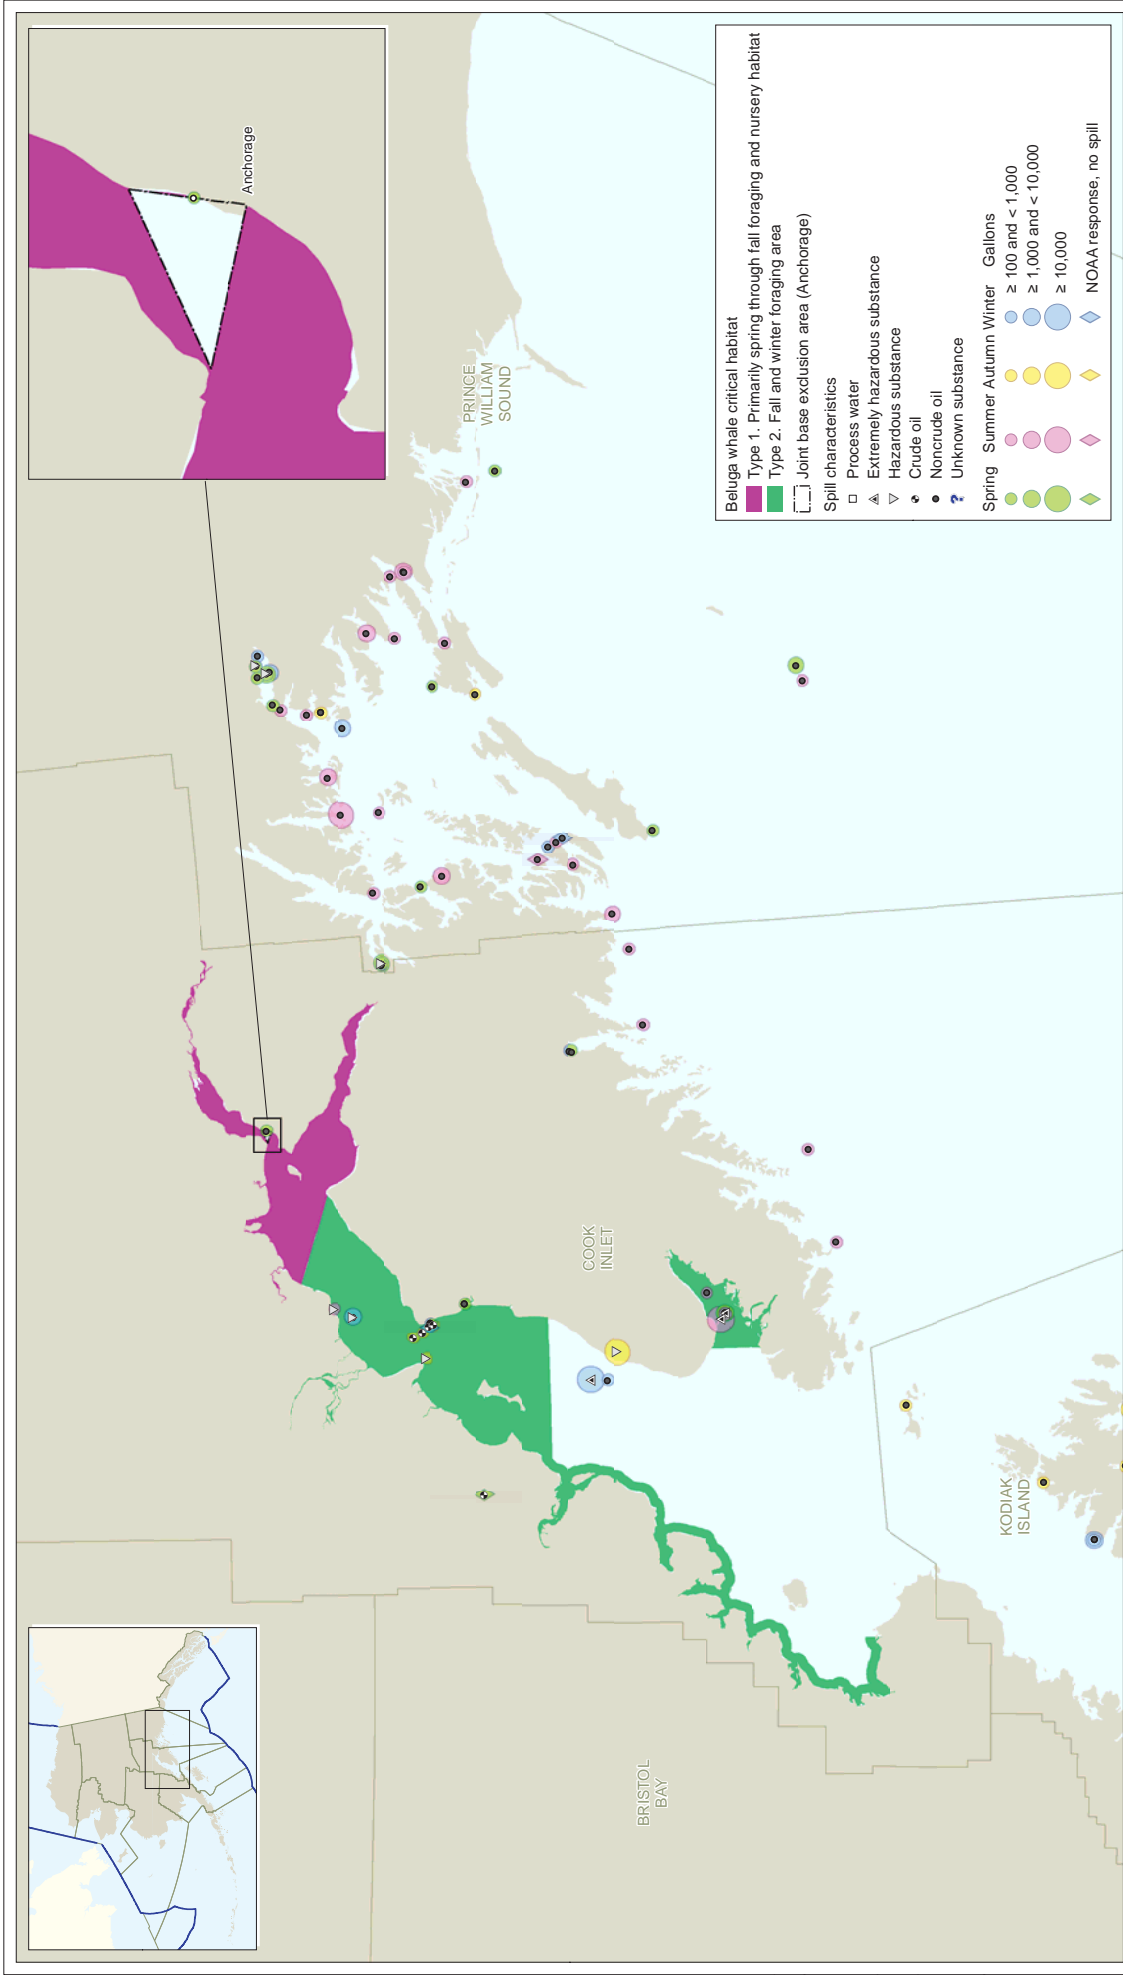 Anchorage
PRINCE
WILLIAM
SOUND
COOK
INLET
KODIAK
ISLAND
BRISTOL
BAY
Beluga whale critical habitat
Type 1. Primarily spring through fall foraging and nursery habitat
Type 2. Fall and winter foraging area
Joint base exclusion area (Anchorage)
Spill characteristics
Process water
Extremely hazardous substance
Hazardous substance
Crude oil
Noncrude oil
? Unknown substance
Spring Summer Autumn Winter Gallons
≥ 100 and < 1,000
≥ 1,000 and < 10,000
≥ 10,000
NOAA response, no spill